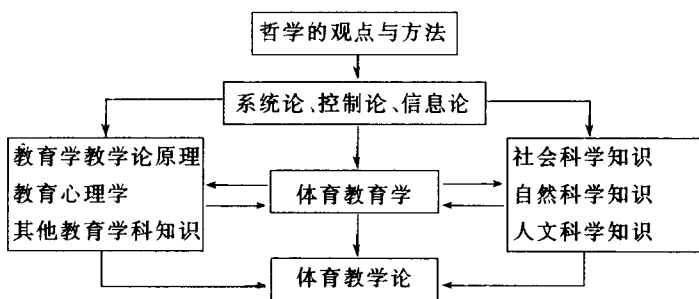 哲学的观点与方法
系统论、控制论、信息论
教育学教学论原理
教育心理学
其他教育学科知识
体育教育学
社会科学知识
自然科学知识
人文科学知识
体育教学论